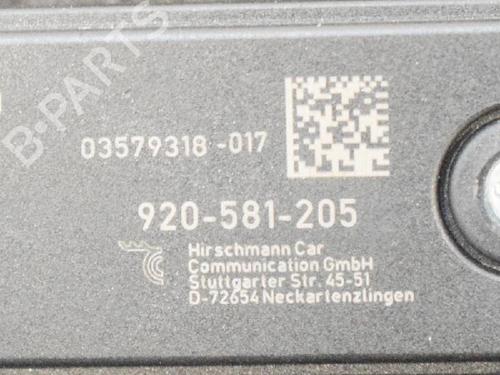 B-PARTS
03579318-017
920-581-205
Hirschmann Car
Communication GmbH
Stuttgarter Str. 45-51
D-72654 Neckartenzlingen